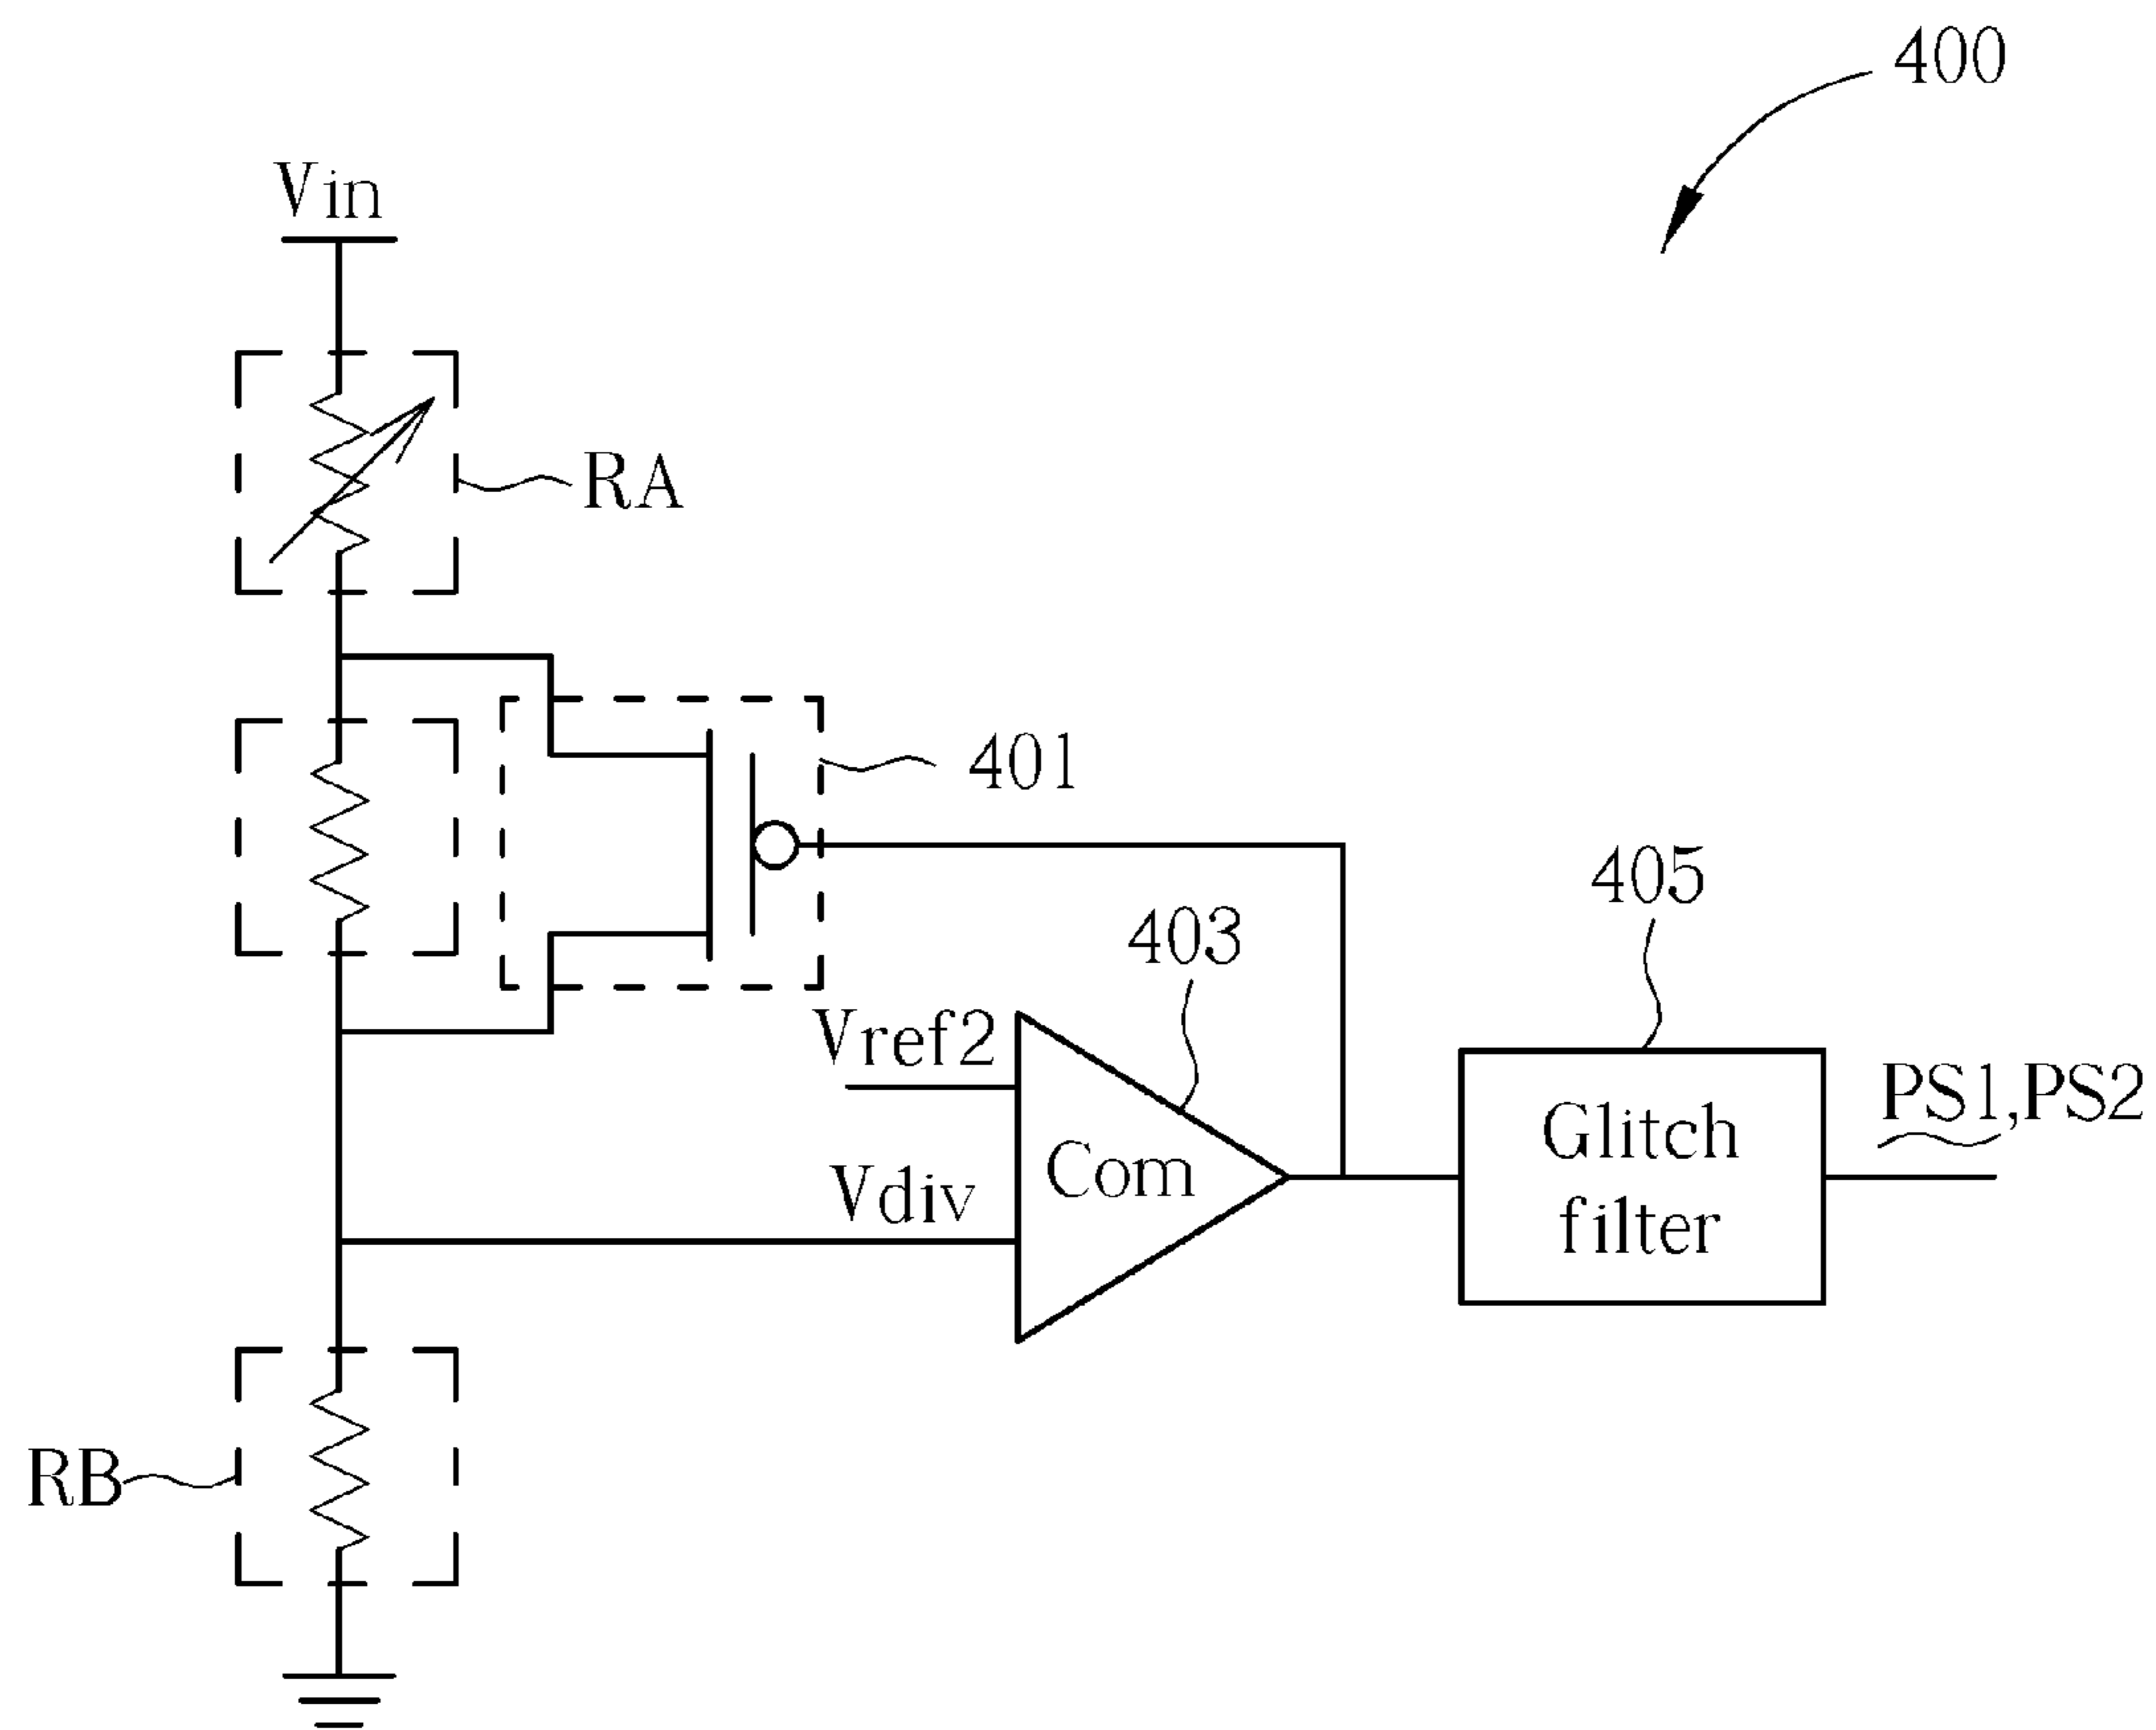 400
Vin
RA
401
405
403
Vref2
PS1,PS2
Glitch
filter
Com
Vdiv
RB